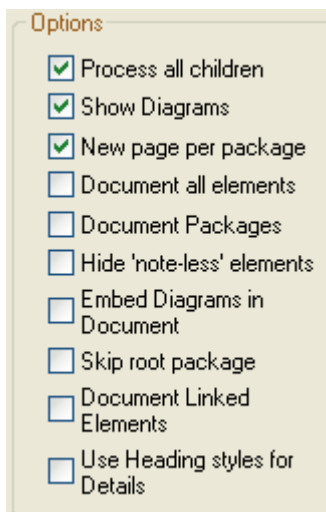 Options
Process all children
Show Diagrams
New page per package
Document all elements
Document Packages
Hide 'note-less' elements
Embed Diagrams in
Document
Skip root package
Document Linked
Elements
Use Heading styles for
Details